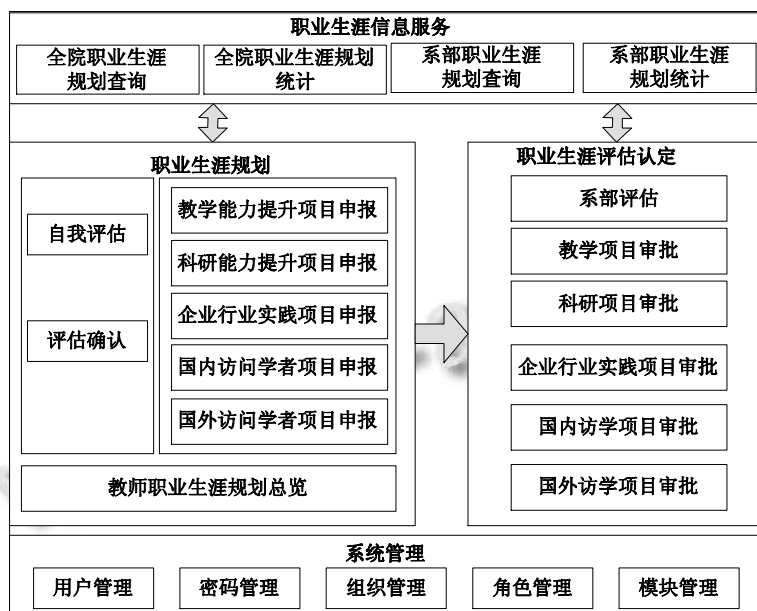 职业生涯信息服务
全院职业生涯
规划查询
全院职业生涯规划
统计
系部职业生涯
规划查询
系部职业生涯
规划统计
职业生涯规划
自我评估
评估确认
教学能力提升项目申报
科研能力提升项目申报
企业行业实践项目申报
国内访问学者项目申报
国外访问学者项目申报
教师职业生涯规划总览
职业生涯评估认定
系部评估
教学项目审批
科研项目审批
企业行业实践项目审批
国内访学项目审批
国外访学项目审批
系统管理
用户管理
密码管理
组织管理
角色管理
模块管理